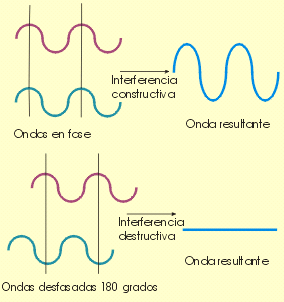 Interferencia
constructiva
Ondas en fase
Onda resultante
Interferencia
destructiva
Onda resultante
Ondas desfasadas 180 grados